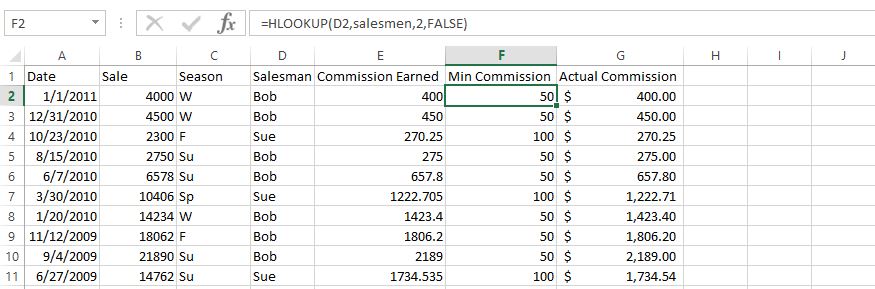 F2 fx =HLOOKUP(D2,salesmen,2,FALSE)
A B C D E F G H I J
1 Date Sale Season Salesman Commission Earned Min Commission Actual Commission
2 1/1/2011 4000 W Bob 400 50 $ 400.00
3 12/31/2010 4500 W Bob 450 50 $ 450.00
4 10/23/2010 2300 F Sue 270.25 100 $ 270.25
5 8/15/2010 2750 Su Bob 275 50 $ 275.00
6 6/7/2010 6578 Su Bob 657.8 50 $ 657.80
7 3/30/2010 10406 Sp Sue 1222.705 100 $ 1,222.71
8 1/20/2010 14234 W Bob 1423.4 50 $ 1,423.40
9 11/12/2009 18062 F Bob 1806.2 50 $ 1,806.20
10 9/4/2009 21890 Su Bob 2189 50 $ 2,189.00
11 6/27/2009 14762 Su Sue 1734.535 100 $ 1,734.54